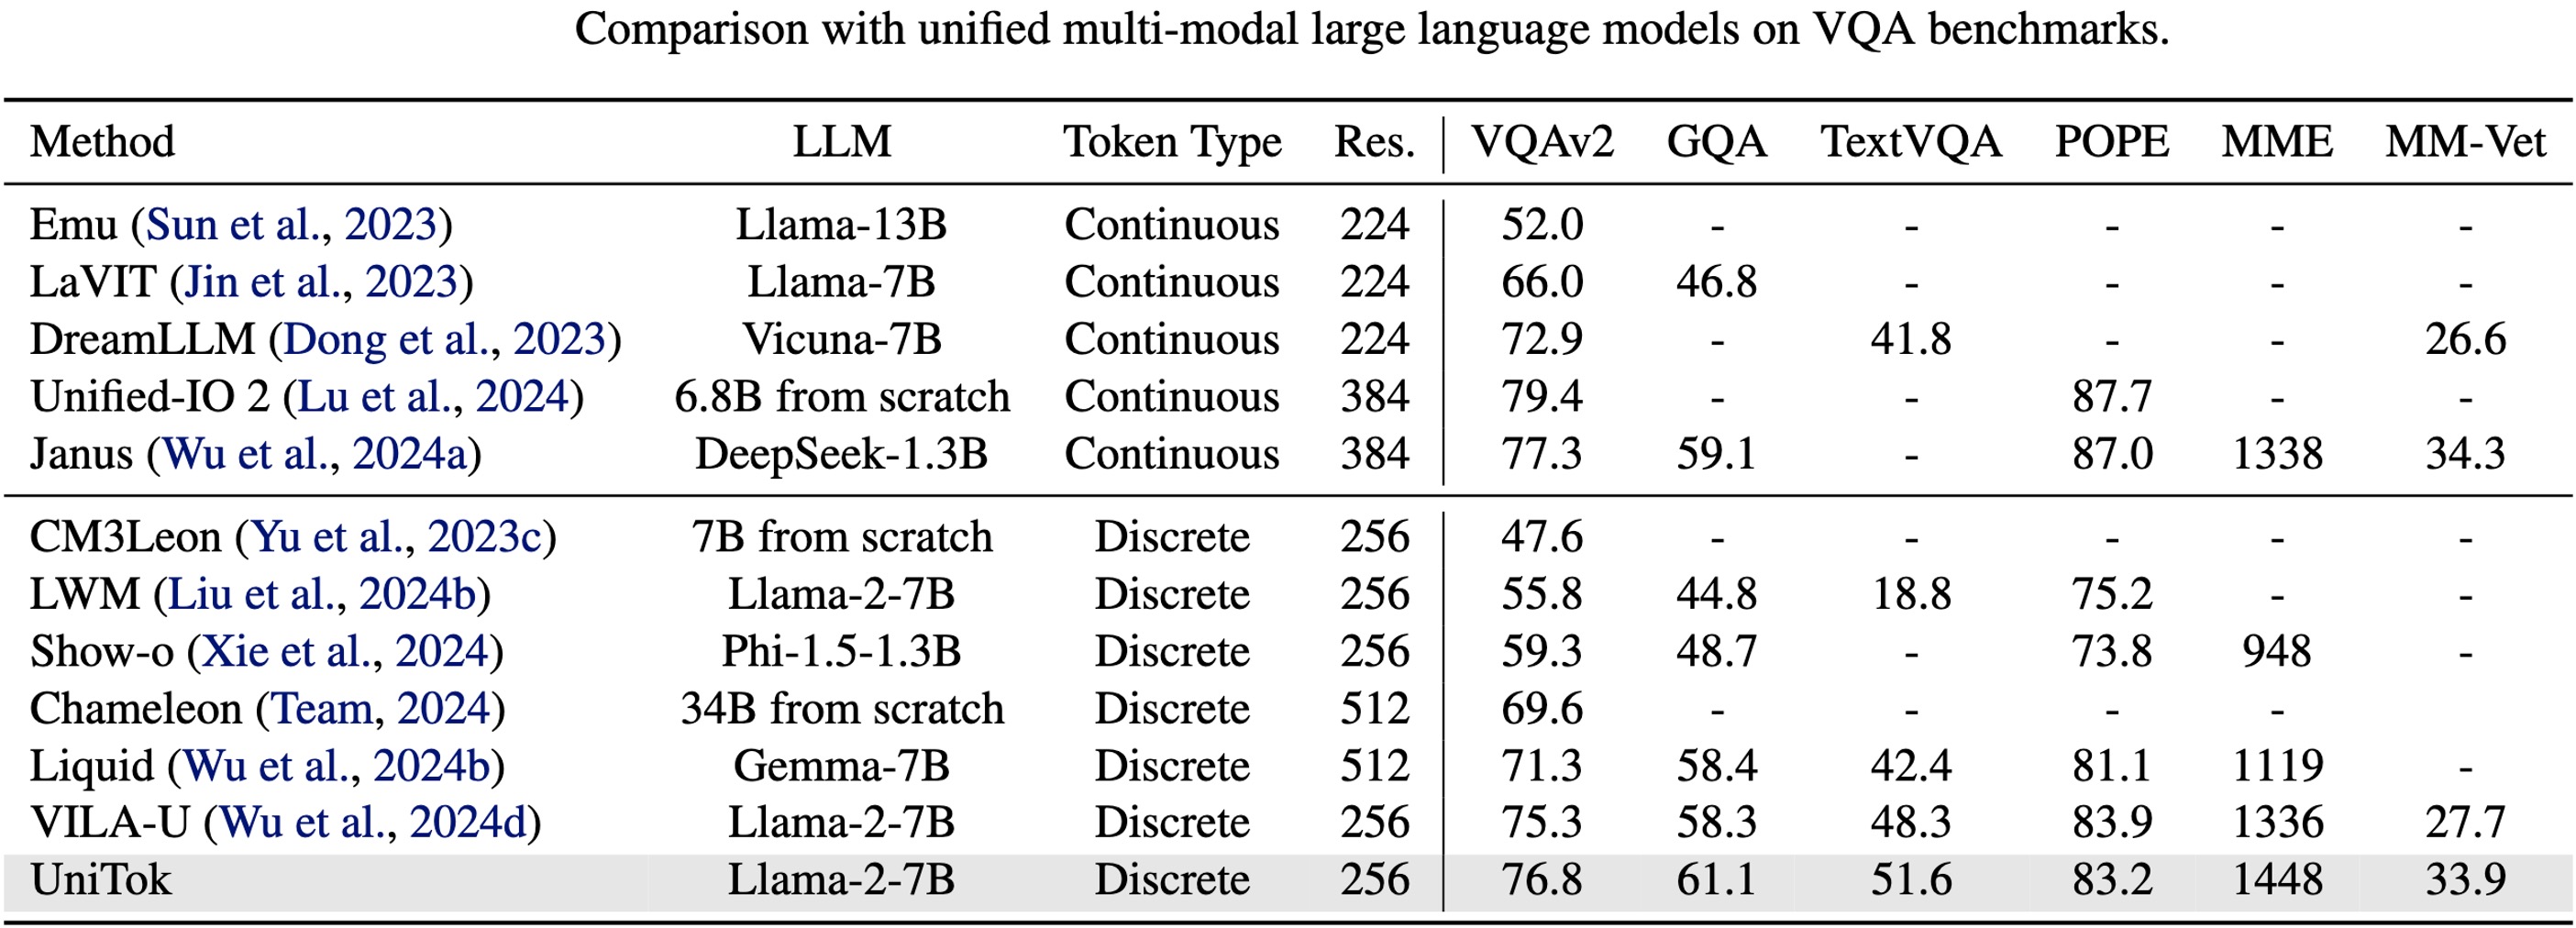 Comparison with unified multi-modal large language models on VQA benchmarks.
Method LLM Token Type Res. VQAv2 GQA TextVQA POPE MME MM-Vet
Emu (Sun et al., 2023) Llama-13B Continuous 224 52.0 - - - - -
LaVIT (Jin et al., 2023) Llama-7B Continuous 224 66.0 46.8 - - - -
DreamLLM (Dong et al., 2023) Vicuna-7B Continuous 224 72.9 - 41.8 - - 26.6
Unified-IO 2 (Lu et al., 2024) 6.8B from scratch Continuous 384 79.4 - - 87.7 - -
Janus (Wu et al., 2024a) DeepSeek-1.3B Continuous 384 77.3 59.1 - 87.0 1338 34.3
CM3Leon (Yu et al., 2023c) 7B from scratch Discrete 256 47.6 - - - - -
LWM (Liu et al., 2024b) Llama-2-7B Discrete 256 55.8 44.8 18.8 75.2 - -
Show-o (Xie et al., 2024) Phi-1.5-1.3B Discrete 256 59.3 48.7 - 73.8 948 -
Chameleon (Team, 2024) 34B from scratch Discrete 512 69.6 - - - -
Liquid (Wu et al., 2024b) Gemma-7B Discrete 512 71.3 58.4 42.4 81.1 1119 -
VILA-U (Wu et al., 2024d) Llama-2-7B Discrete 256 75.3 58.3 48.3 83.9 1336 27.7
UniTok Llama-2-7B Discrete 256 76.8 61.1 51.6 83.2 1448 33.9